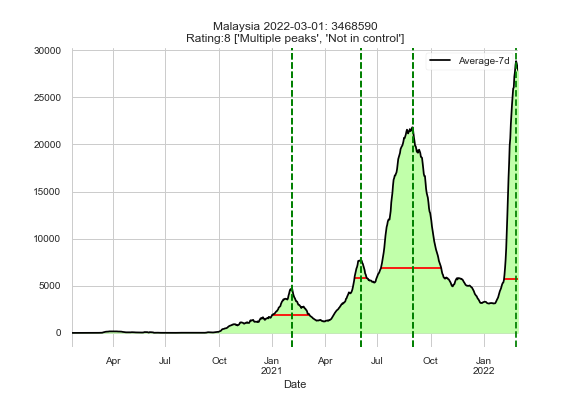 Malaysia 2022-03-01: 3468590
Rating:8 ['Multiple peaks', 'Not in control']
Average-7d
30000
25000
20000
15000
10000
5000
0
Apr Jul Oct Jan Apr Jul Oct Jan
2021 2022
Date